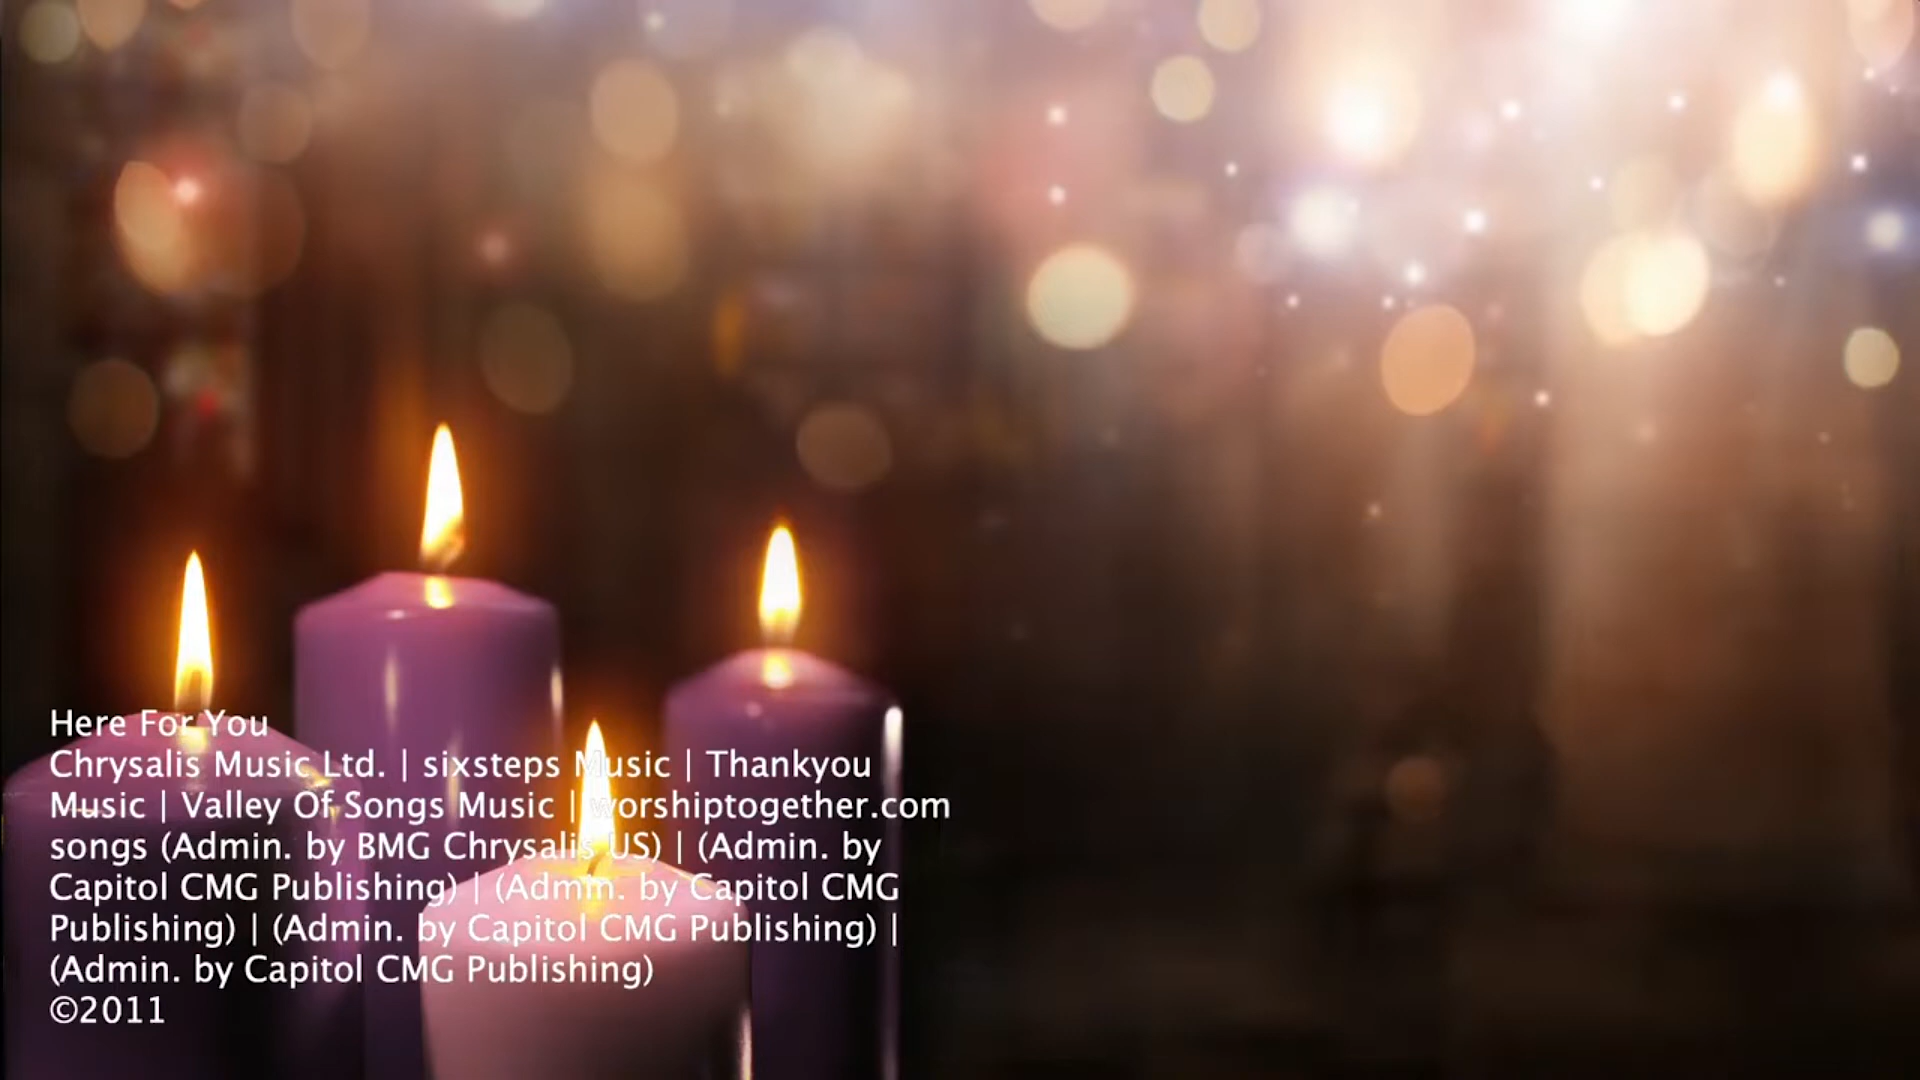 Here For You
Chrysalis Music Ltd. | sixsteps Music | Thankyou
Music | Valley Of Songs Music | worshiptogether.com
songs (Admin. by BMG Chrysalis US) | (Admin. by
Capitol CMG Publishing) | (Admin. by Capitol CMG
Publishing) | (Admin. by Capitol CMG Publishing) |
(Admin. by Capitol CMG Publishing)
©2011